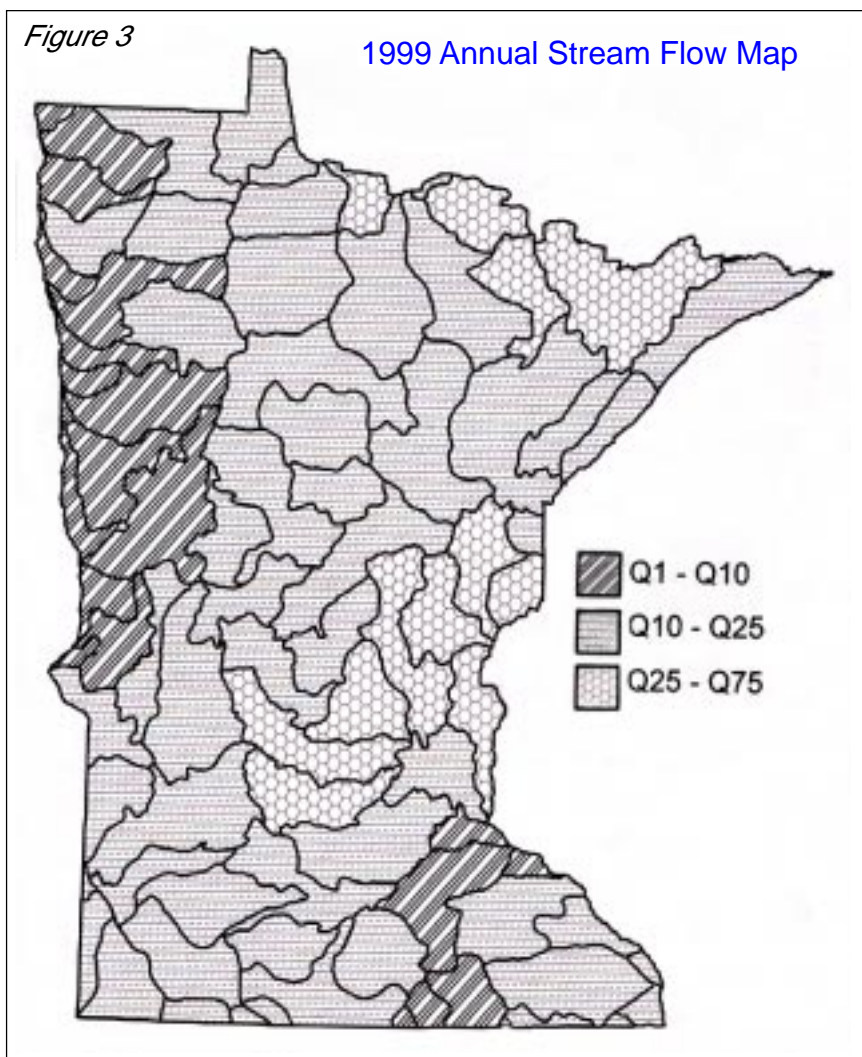 Figure 3
1999 Annual Stream Flow Map
Q1 - Q10
Q10 - Q25
Q25 - Q75